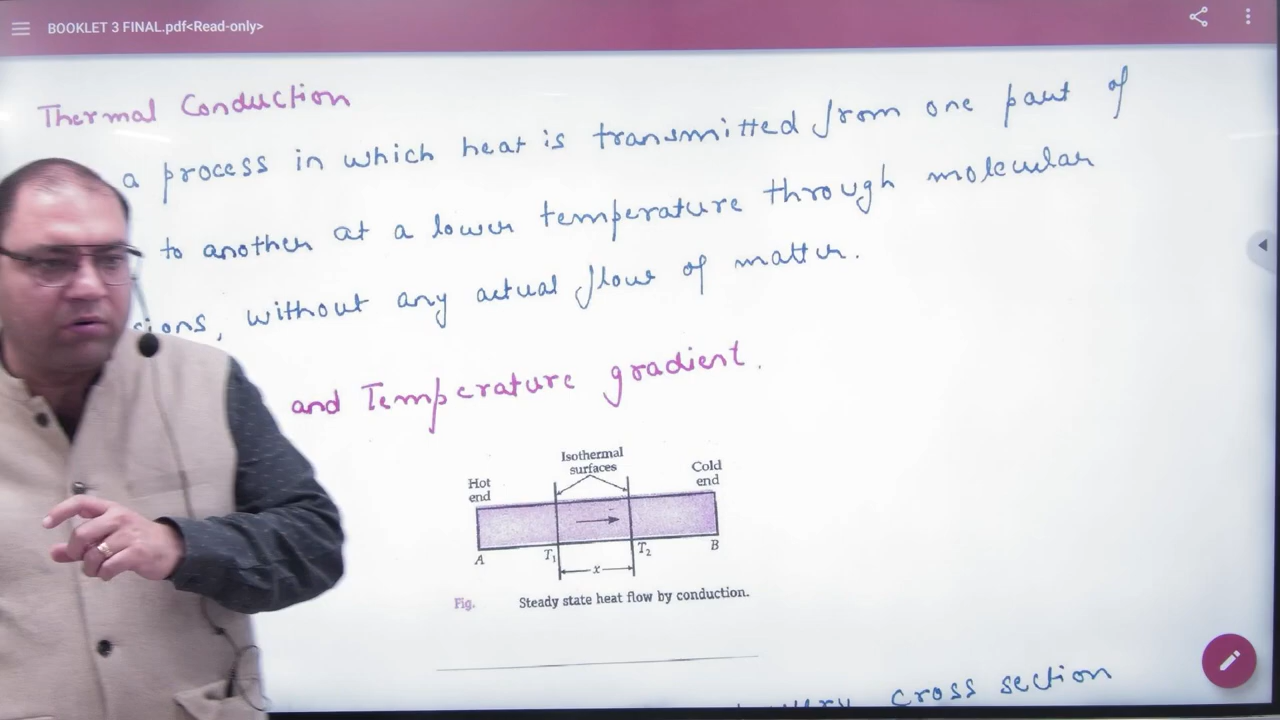 BOOKLET 3 FINAL.pdf<Read-only>
Thermal Conduction
a process in which heat is transmitted from one part of
to another at a lower temperature through molecular
sions, without any actual flow of matter.
and Temperature gradient.
Isothermal
surfaces
Hot
end
Cold
end
A T₁ T₂ B
x
Fig. Steady state heat flow by conduction.
cross section